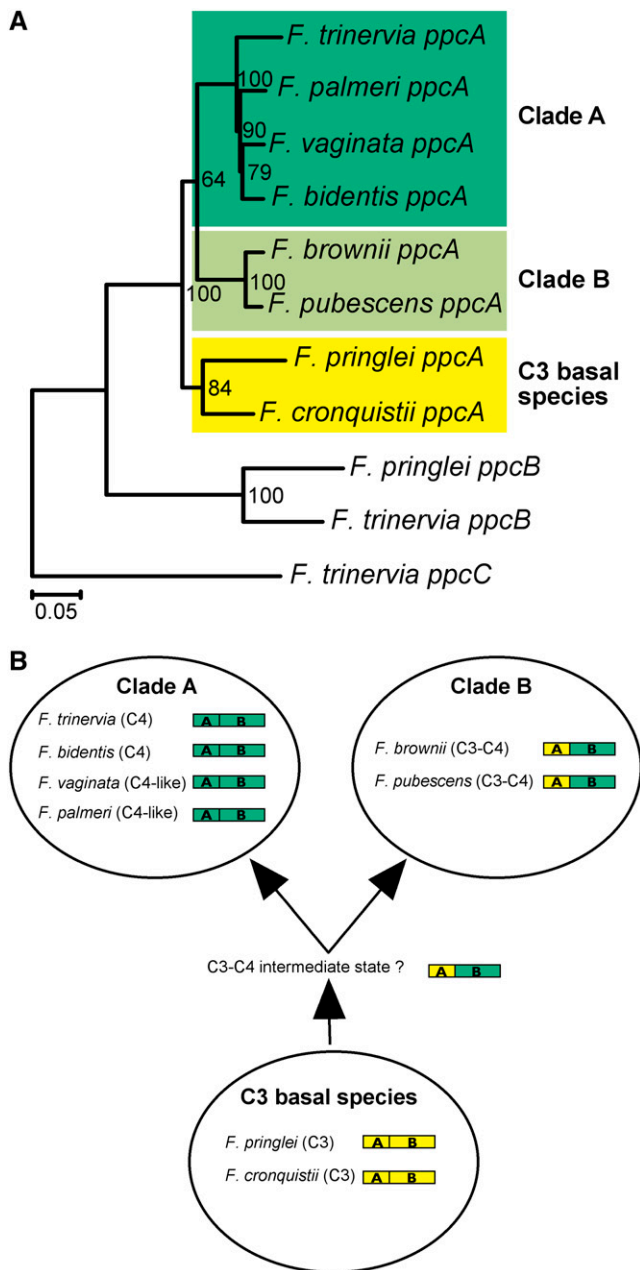 A
F. trinervia ppcA
100
F. palmeri ppcA
90
F. vaginata ppcA
79
F. bidentis ppcA
Clade A
64
F. brownii ppcA
100
F. pubescens ppcA
Clade B
100
F. pringlei ppcA
84
F. cronquistii ppcA
C3 basal
species
F. pringlei ppcB
100
F. trinervia ppcB
F. trinervia ppcC
0.05
B
Clade A
F. trinervia (C4) A B
F. bidentis (C4) A B
F. vaginata (C4-like) A B
F. palmeri (C4-like) A B
Clade B
F. brownii (C3-C4) A B
F. pubescens (C3-C4) A B
C3-C4 intermediate state ? A B
C3 basal species
F. pringlei (C3) A B
F. cronquistii (C3) A B